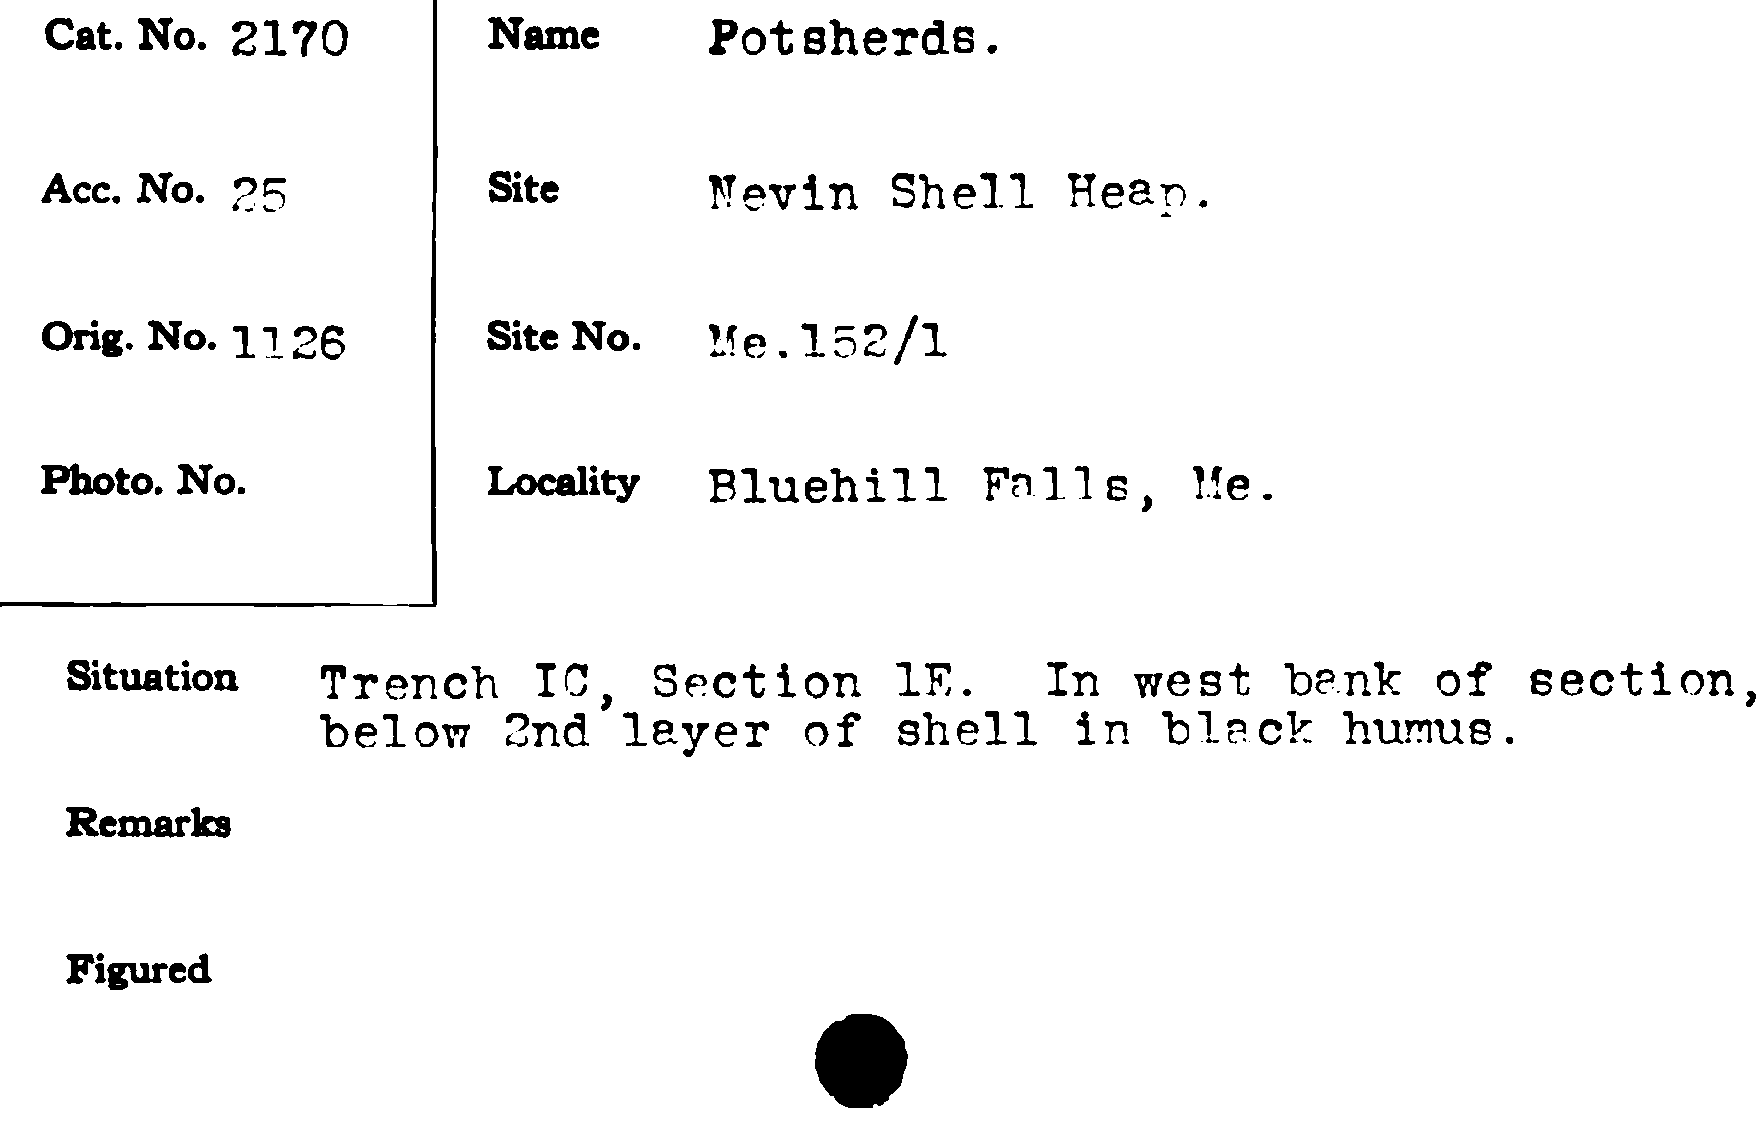 Cat. No. 2170
Name Potsherds.
Acc. No. 25
Site Nevin Shell Heap.
Orig. No. 1126
Site No. Me.152/1
Photo. No.
Locality Bluehill Falls, Me.
Situation Trench IC, Section 1E. In west bank of section,
below 2nd layer of shell in black humus.
Remarks
Figured